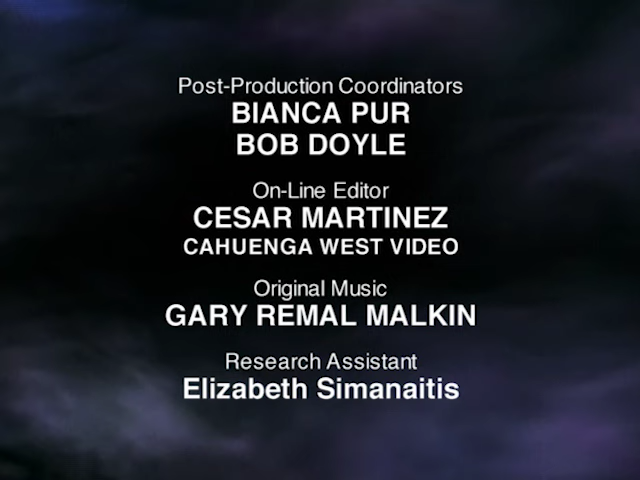 Post-Production Coordinators
BIANCA PUR
BOB DOYLE
On-Line Editor
CESAR MARTINEZ
CAHUENGA WEST VIDEO
Original Music
GARY REMAL MALKIN
Research Assistant
Elizabeth Simanaitis